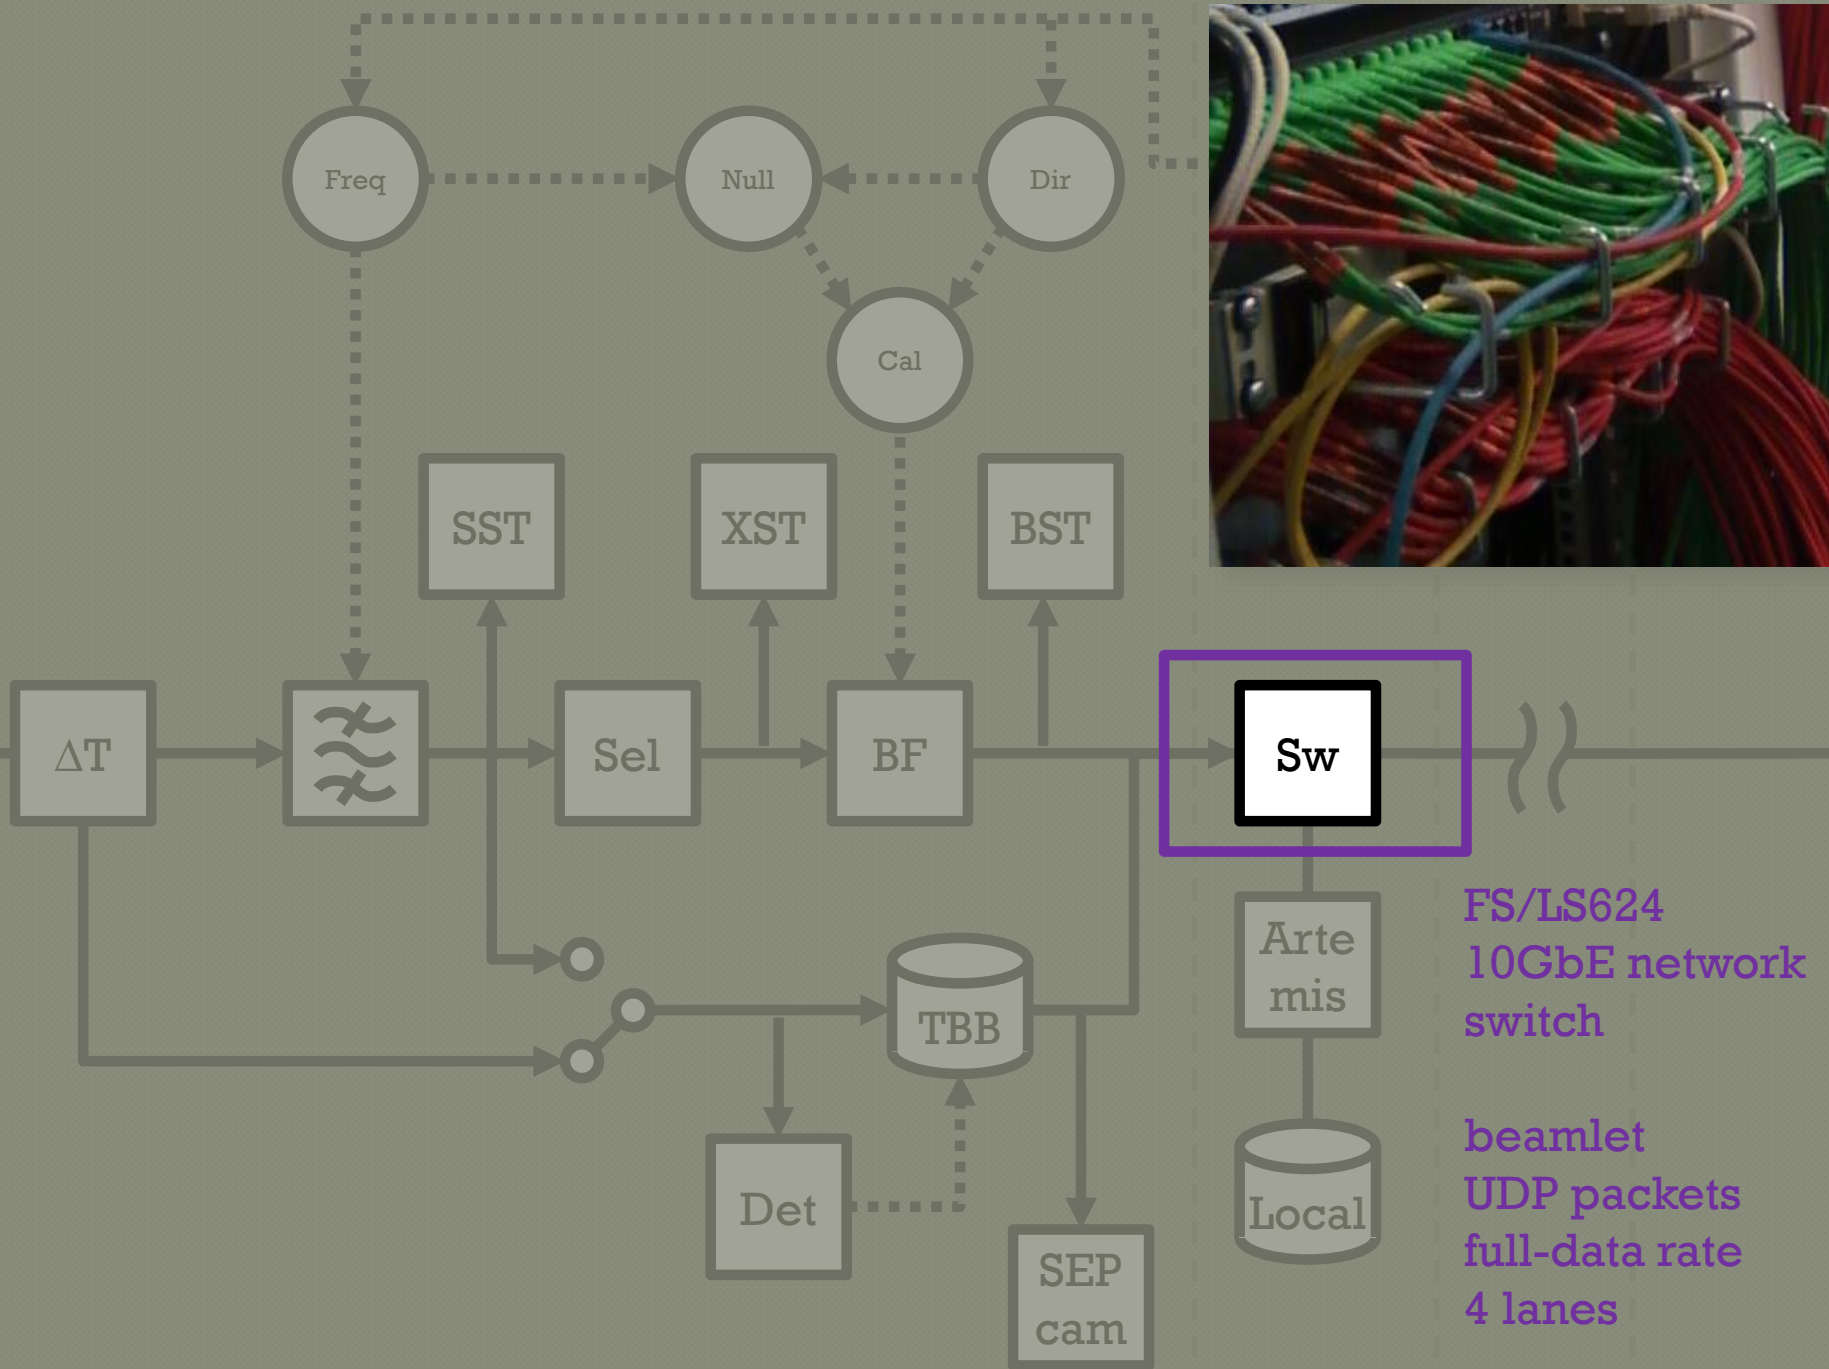 Freq
Null
Dir
Cal
SST
XST
BST
ΔT
Sel
BF
Sw
Arte
mis
TBB
Local
Det
SEP
cam
FS/LS624
10GbE network
switch
beamlet
UDP packets
full-data rate
4 lanes